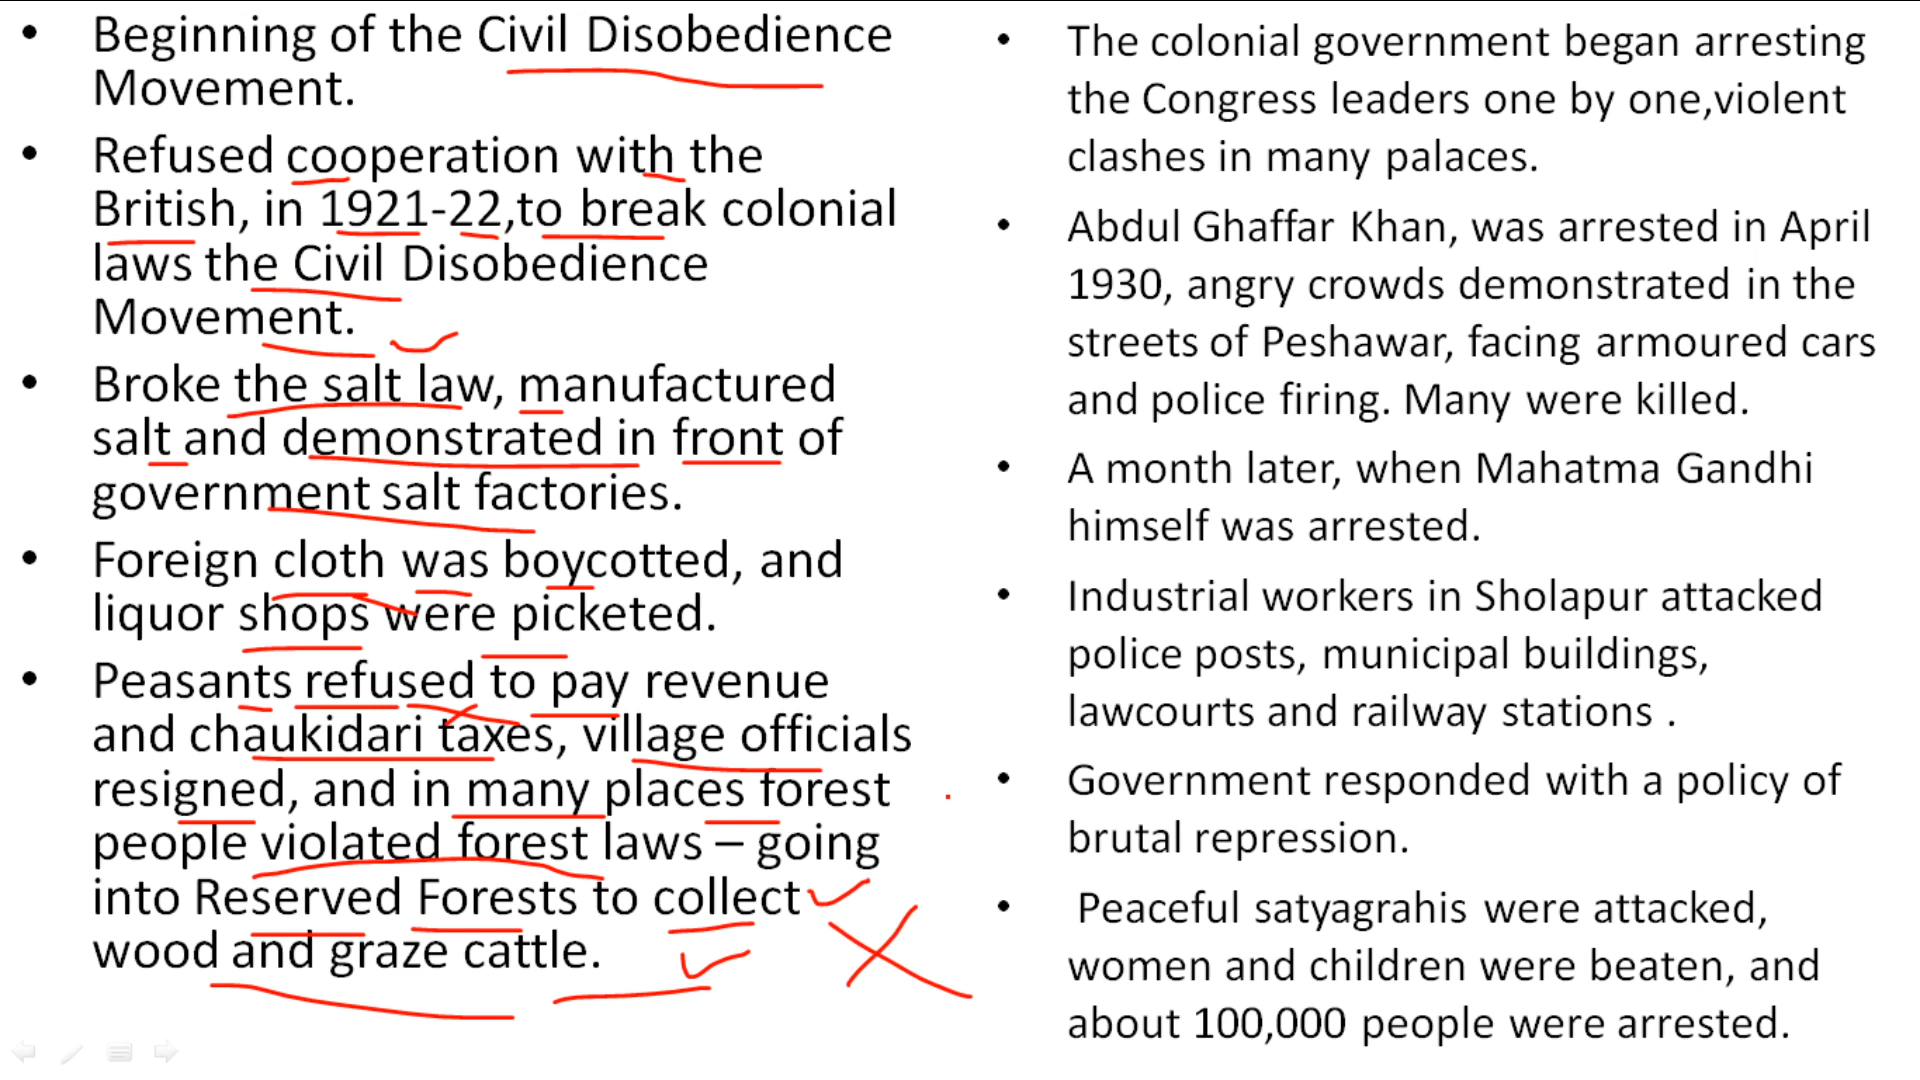 • Beginning of the Civil Disobedience
Movement.
• Refused cooperation with the
British, in 1921-22,to break colonial
laws the Civil Disobedience
Movement.
• Broke the salt law, manufactured
salt and demonstrated in front of
government salt factories.
• Foreign cloth was boycotted, and
liquor shops were picketed.
• Peasants refused to pay revenue
and chaukidari taxes, village officials
resigned, and in many places forest
people violated forest laws – going
into Reserved Forests to collect
wood and graze cattle.
• The colonial government began arresting
the Congress leaders one by one,violent
clashes in many palaces.
• Abdul Ghaffar Khan, was arrested in April
1930, angry crowds demonstrated in the
streets of Peshawar, facing armoured cars
and police firing. Many were killed.
• A month later, when Mahatma Gandhi
himself was arrested.
• Industrial workers in Sholapur attacked
police posts, municipal buildings,
lawcourts and railway stations .
• Government responded with a policy of
brutal repression.
• Peaceful satyagrahis were attacked,
women and children were beaten, and
about 100,000 people were arrested.